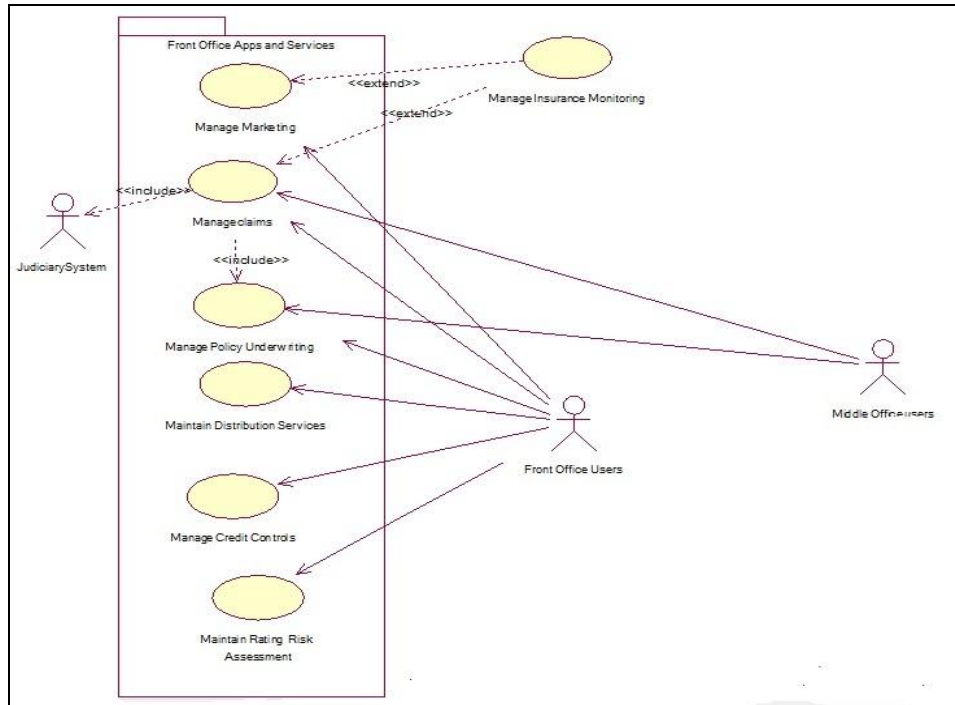 Front Office Apps and Services
<<extend>>
Manage Insurance Monitoring
<<extend>>
Manage Marketing
<<include>>
Manage claims
JudiciarySystem
<<include>>
Manage Policy Underwriting
Maintain Distribution Services
Middle Office users
Front Office Users
Manage Credit Controls
Maintain Rating Risk
Assessment